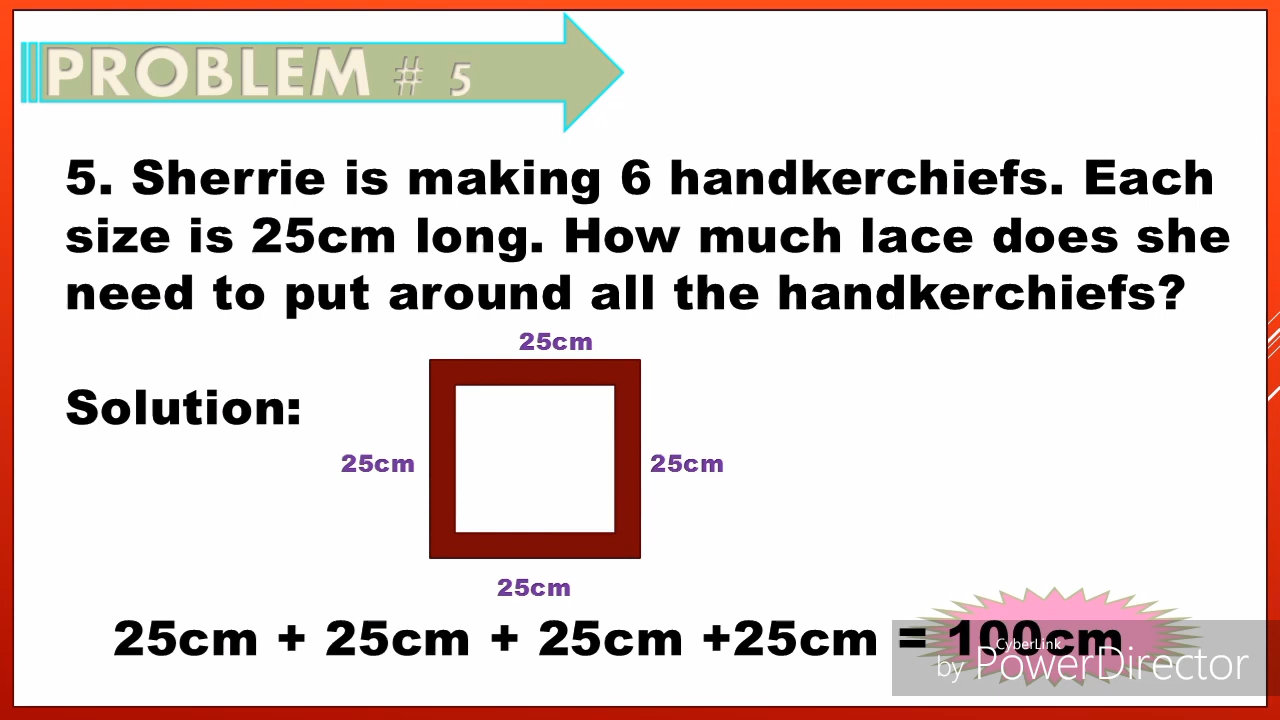 PROBLEM # 5
5. Sherrie is making 6 handkerchiefs. Each
size is 25cm long. How much lace does she
need to put around all the handkerchiefs?
25cm
Solution:
25cm 25cm
25cm
25cm + 25cm + 25cm +25cm = 100cm
CyberLink
by PowerDirector